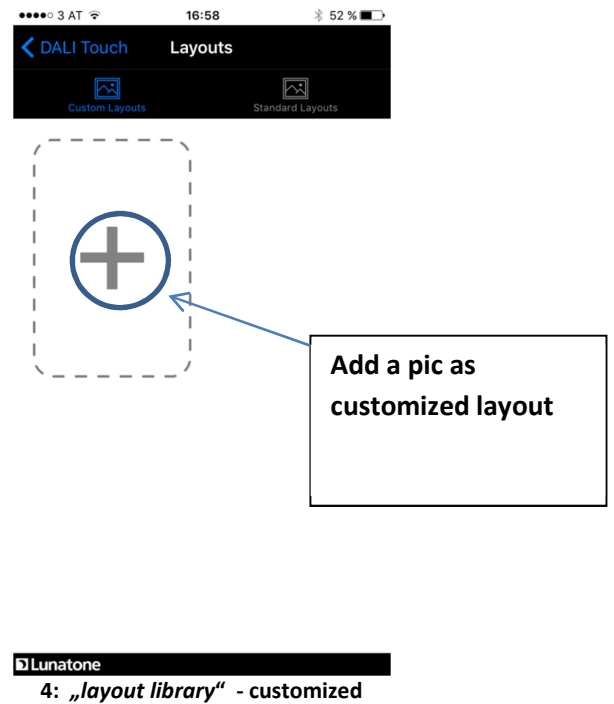 3 AT 16:58 52 %
DALI Touch Layouts
Custom Layouts Standard Layouts
Add a pic as
customized layout
Lunatone
4: „layout library“ - customized